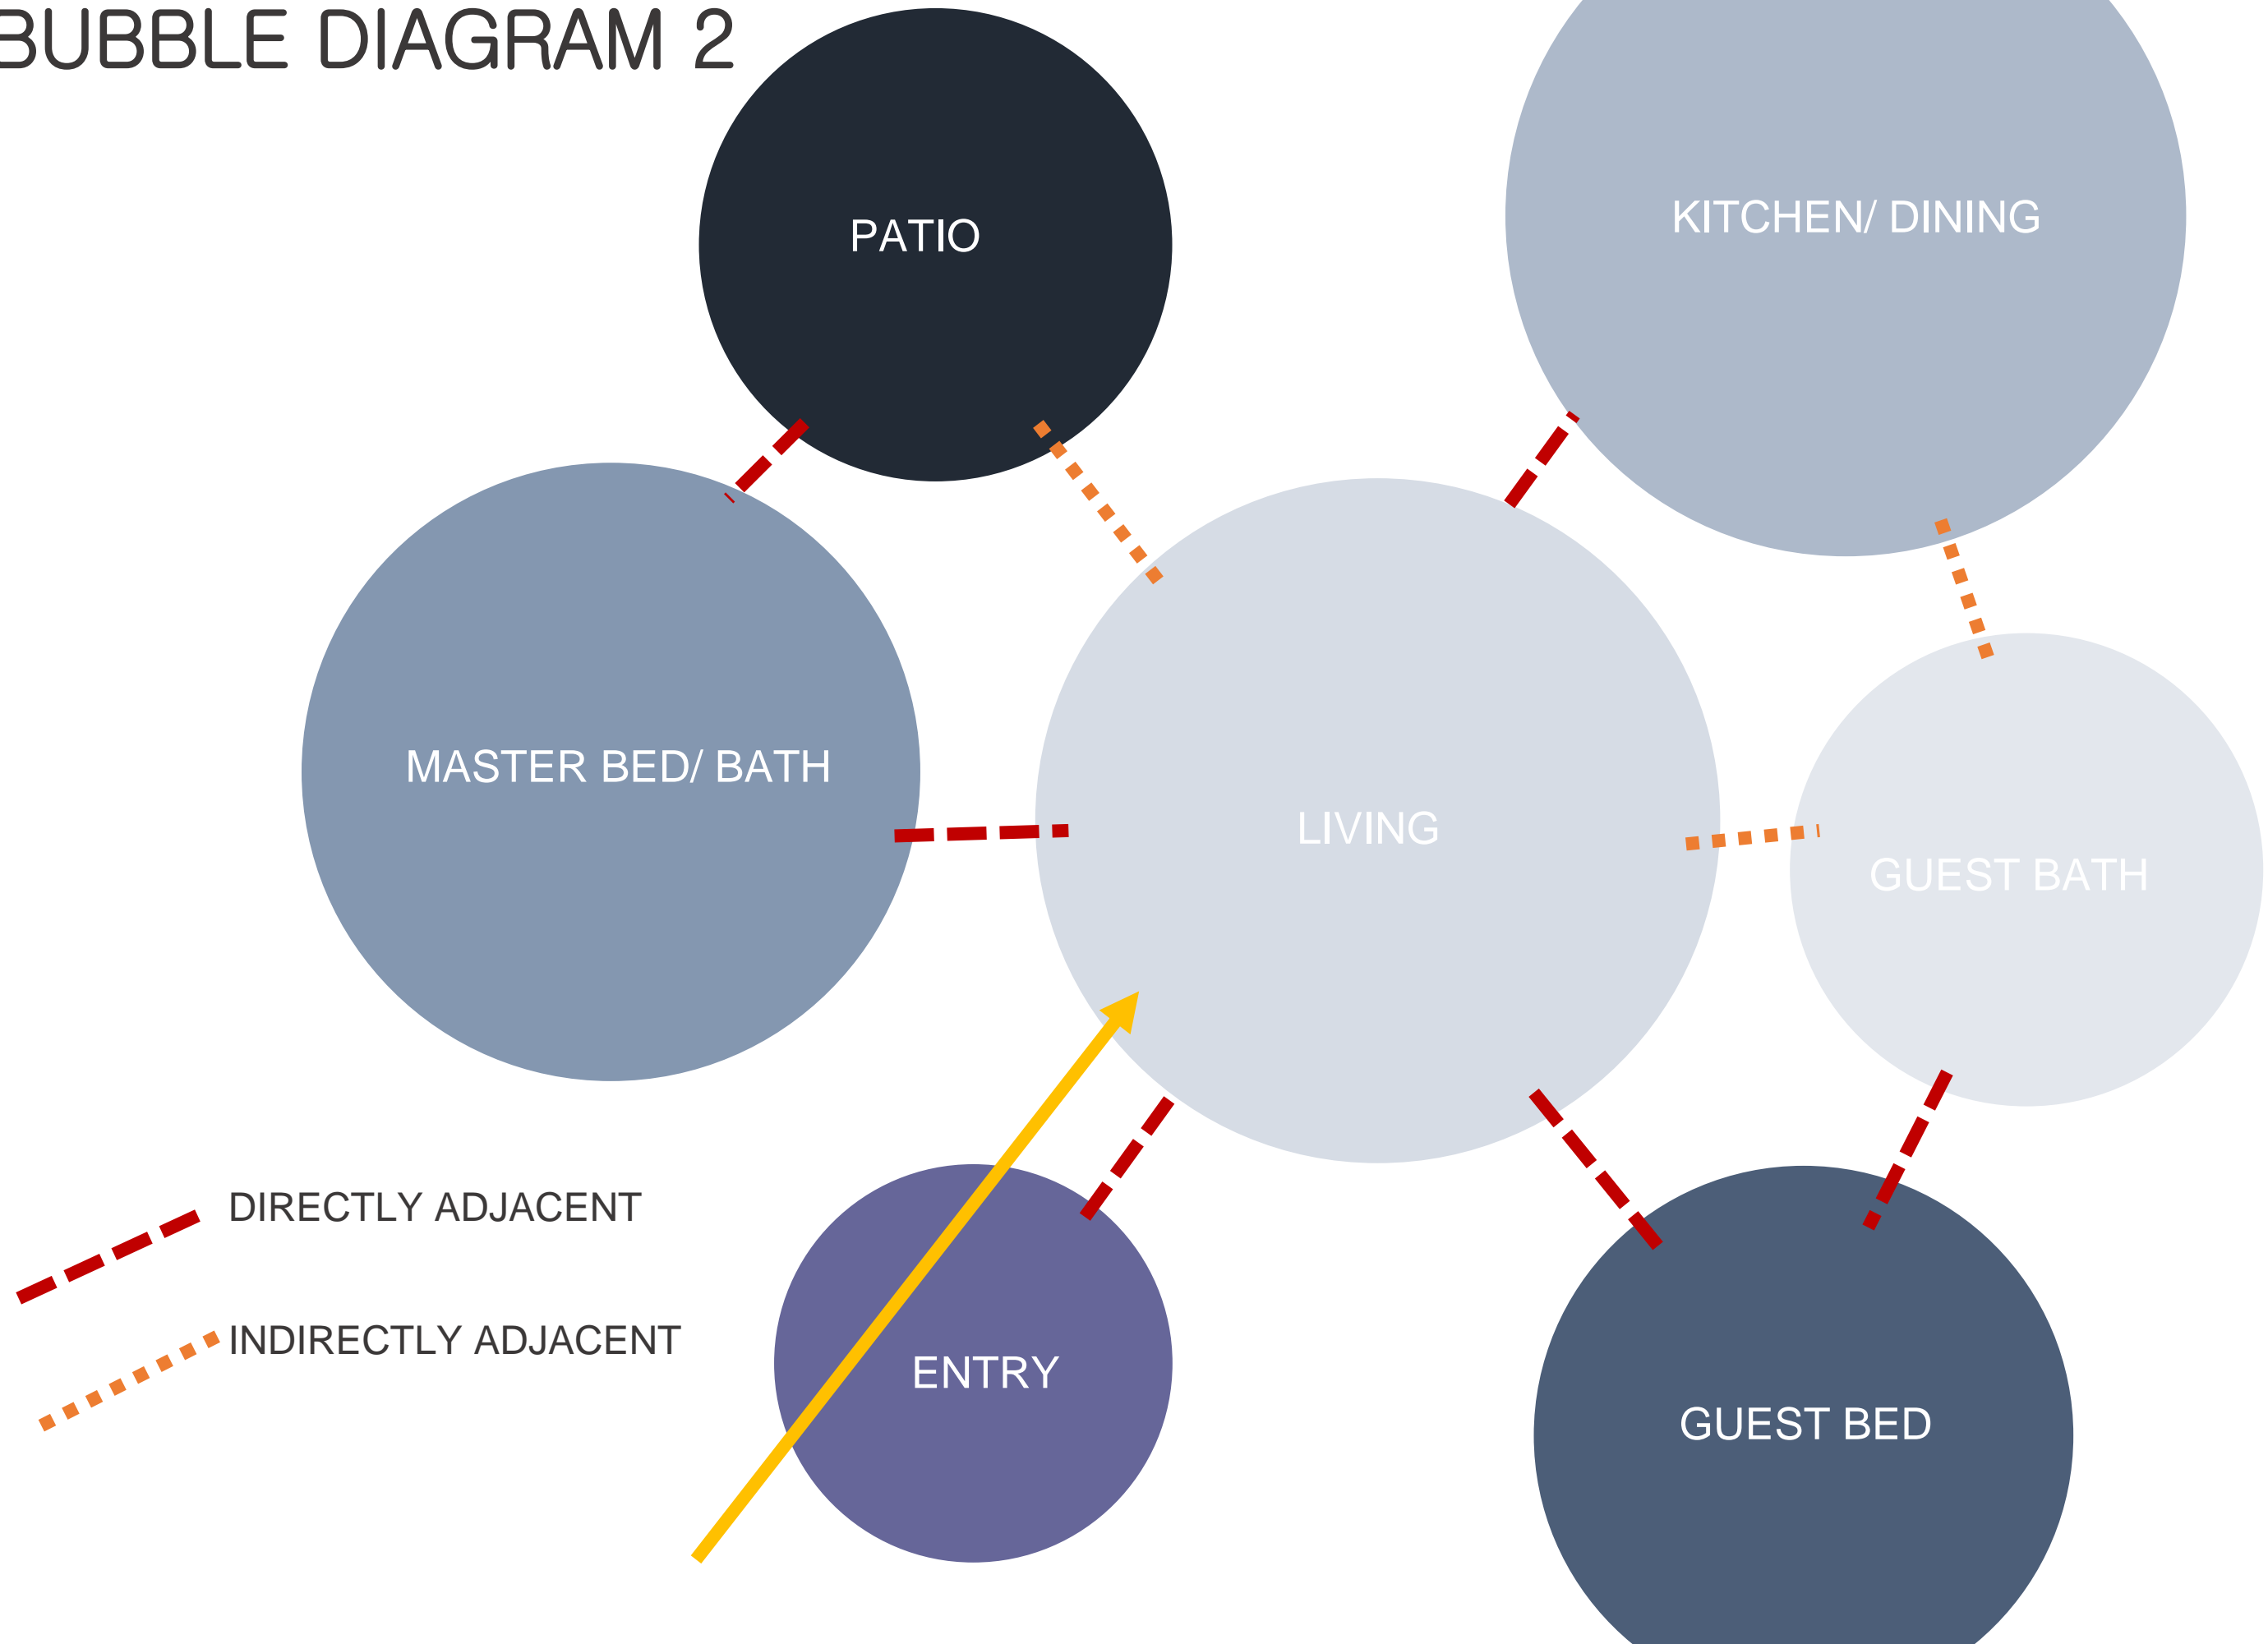 BUBBLE DIAGRAM 2
PATIO
KITCHEN/ DINING
MASTER BED/ BATH
LIVING
GUEST BATH
DIRECTLY ADJACENT
INDIRECTLY ADJACENT
ENTRY
GUEST BED